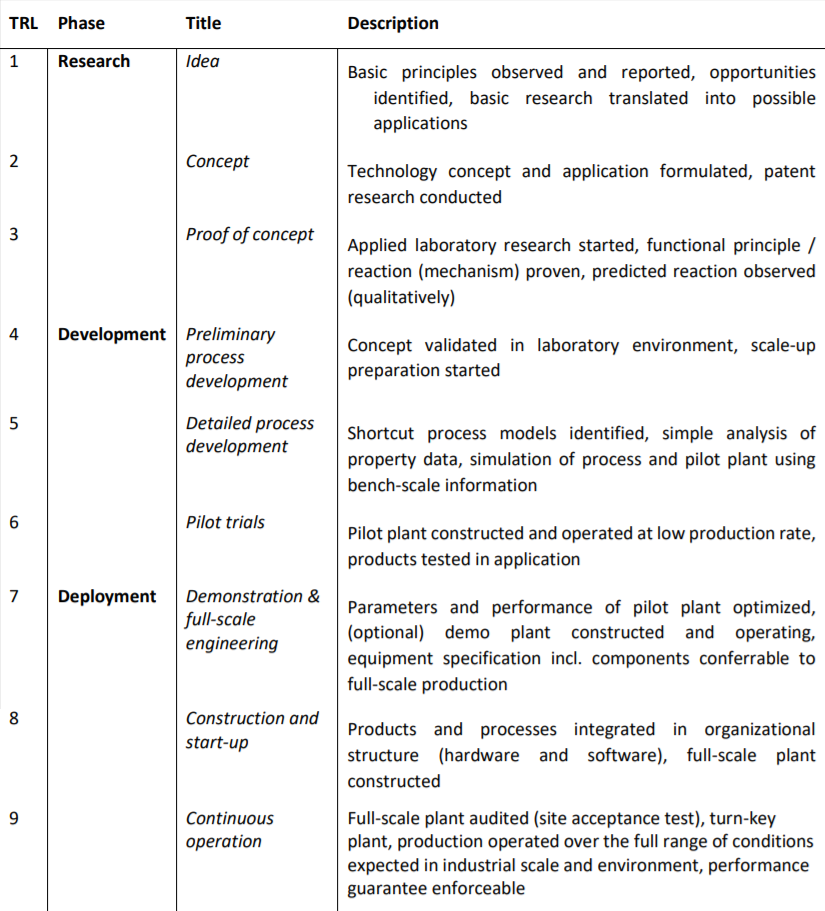 TRL Phase Title Description
1 Research Idea
Basic principles observed and reported, opportunities
identified, basic research translated into possible
applications
2 Concept
Technology concept and application formulated, patent
research conducted
3 Proof of concept
Applied laboratory research started, functional principle /
reaction (mechanism) proven, predicted reaction observed
(qualitatively)
4 Development Preliminary
process
development
Concept validated in laboratory environment, scale-up
preparation started
5 Detailed process
development
Shortcut process models identified, simple analysis of
property data, simulation of process and pilot plant using
bench-scale information
6 Pilot trials
Pilot plant constructed and operated at low production rate,
products tested in application
7 Deployment Demonstration &
full-scale
engineering
Parameters and performance of pilot plant optimized,
(optional) demo plant constructed and operating,
equipment specification incl. components conferrable to
full-scale production
8 Construction and
start-up
Products and processes integrated in organizational
structure (hardware and software), full-scale plant
constructed
9 Continuous
operation
Full-scale plant audited (site acceptance test), turn-key
plant, production operated over the full range of conditions
expected in industrial scale and environment, performance
guarantee enforceable